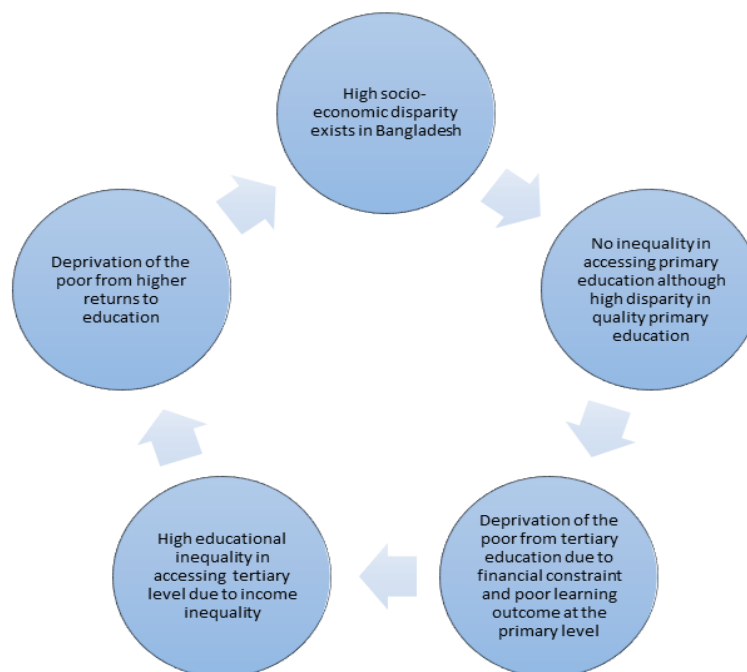 High socio-
economic disparity
exists in Bangladesh
No inequality in
accessing primary
education although
high disparity in
quality primary
education
Deprivation of the
poor from tertiary
education due to
financial constraint
and poor learning
outcome at the
primary level
High educational
inequality in
accessing tertiary
level due to income
inequality
Deprivation of the
poor from higher
returns to
education